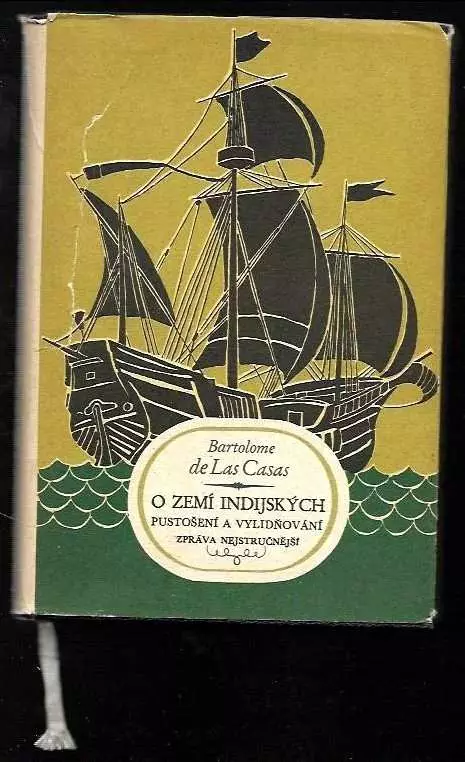 Bartolome
de Las Casas
O ZEMÍ INDIJSKÝCH
PUSTOŠENÍ A VYLIDŇOVÁNÍ
ZPRÁVA NEJSTRUČNĚJŠÍ